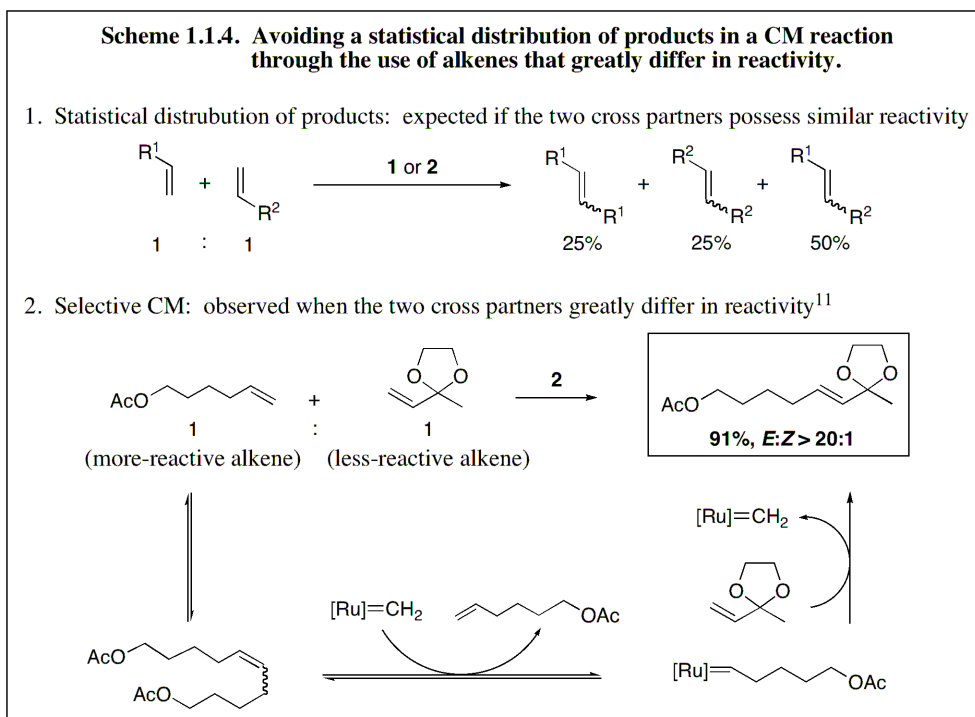 Scheme 1.1.4. Avoiding a statistical distribution of products in a CM reaction
through the use of alkenes that greatly differ in reactivity.
1. Statistical distrubution of products: expected if the two cross partners possess similar reactivity
R1 + R2 1 or 2 R1 R1 + R2 R2 + R1 R2
1 : 1 25% 25% 50%
2. Selective CM: observed when the two cross partners greatly differ in reactivity11
AcO + O O 2 AcO O O
1 : 1 91%, E:Z > 20:1
(more-reactive alkene) (less-reactive alkene)
[Ru]=CH2
O O
[Ru]=CH2 OAc
AcO
AcO [Ru] OAc